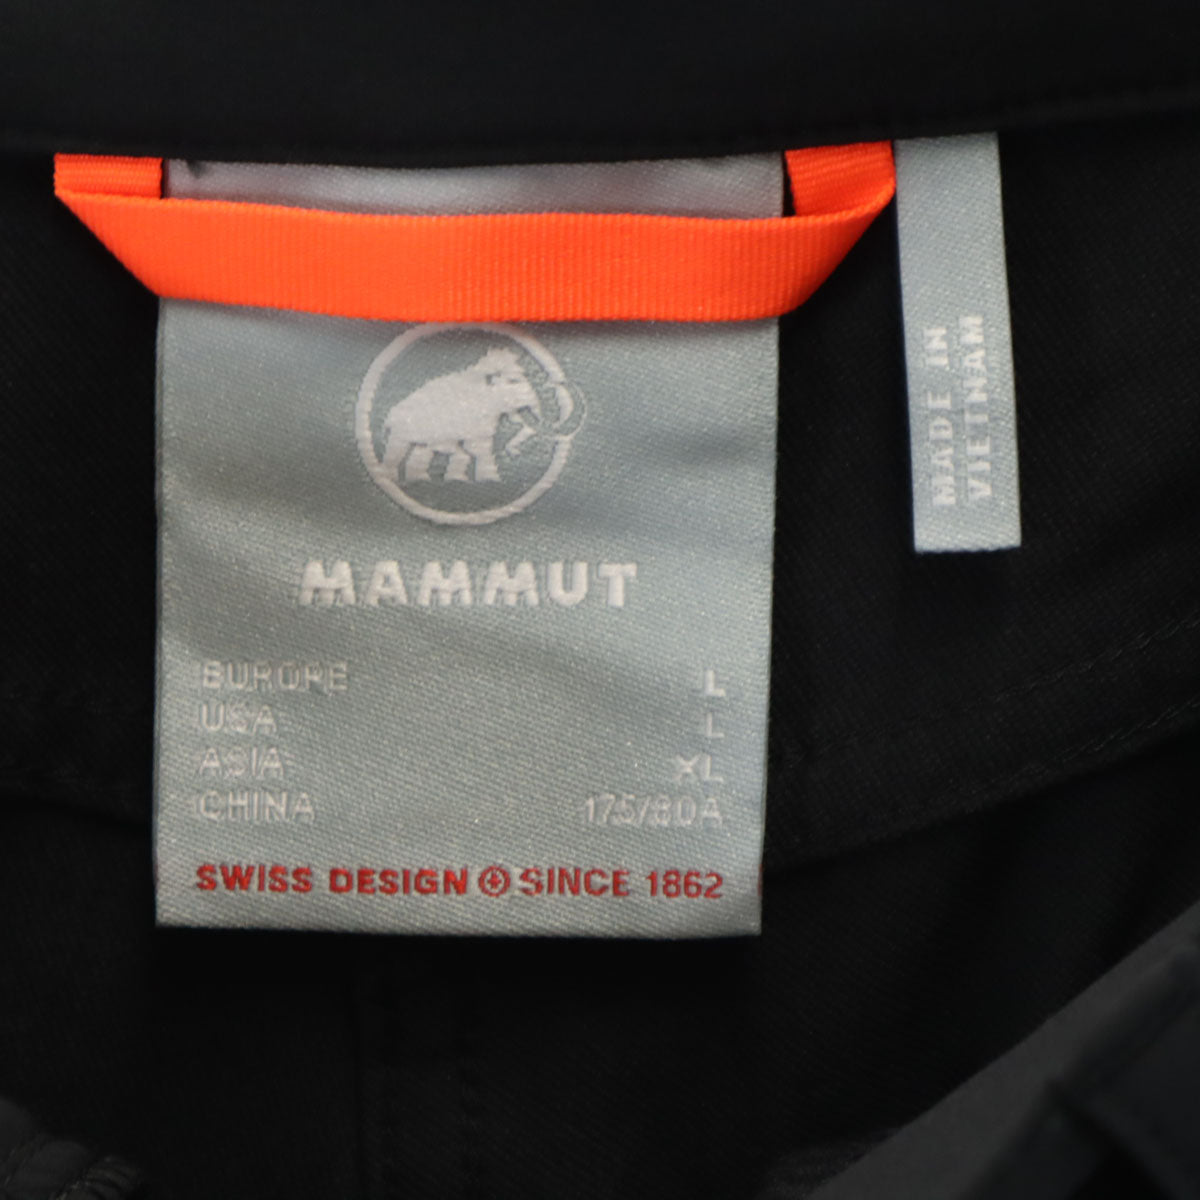 MAMMUT
EUROPE L
USA L
ASIA XL
CHINA 175/80A
SWISS DESIGN SINCE 1862
MADE IN
VIETNAM